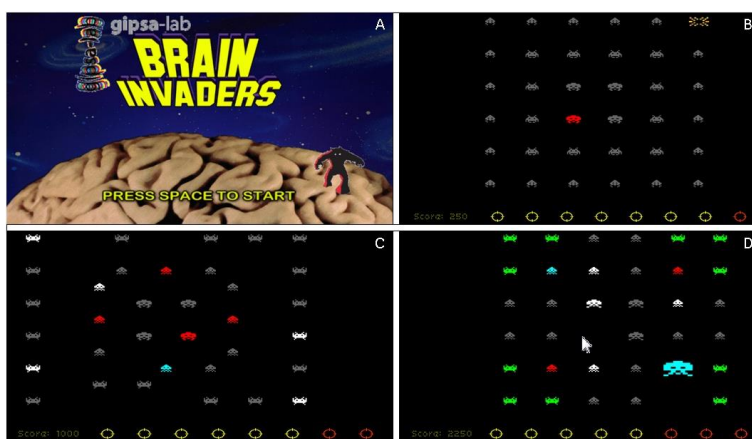 gipsa-lab
A
BRAIN
INVADERS
PRESS SPACE TO START
B
Score: 250
C
Score: 1000
D
Score: 2250